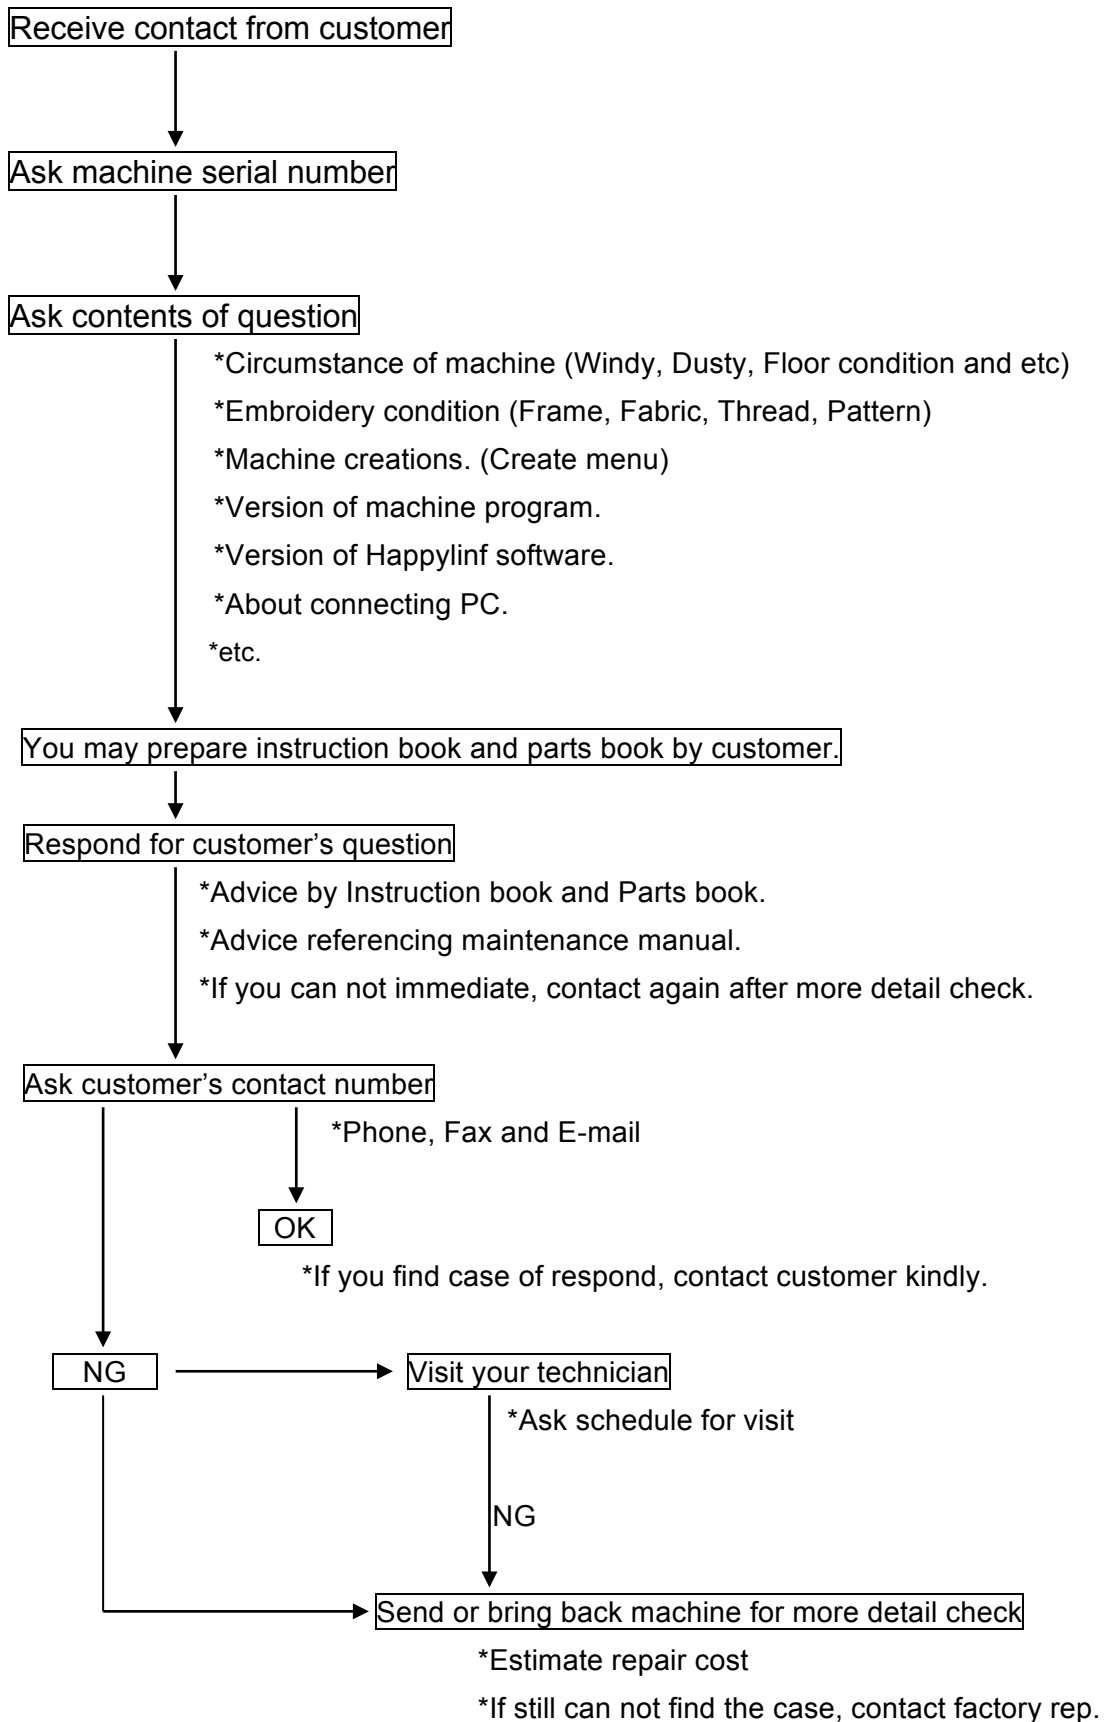 Receive contact from customer
Ask machine serial number
Ask contents of question
*Circumstance of machine (Windy, Dusty, Floor condition and etc)
*Embroidery condition (Frame, Fabric, Thread, Pattern)
*Machine creations. (Create menu)
*Version of machine program.
*Version of Happylinf software.
*About connecting PC.
*etc.
You may prepare instruction book and parts book by customer.
Respond for customer’s question
*Advice by Instruction book and Parts book.
*Advice referencing maintenance manual.
*If you can not immediate, contact again after more detail check.
Ask customer’s contact number
*Phone, Fax and E-mail
OK
*If you find case of respond, contact customer kindly.
NG
Visit your technician
*Ask schedule for visit
NG
Send or bring back machine for more detail check
*Estimate repair cost
*If still can not find the case, contact factory rep.